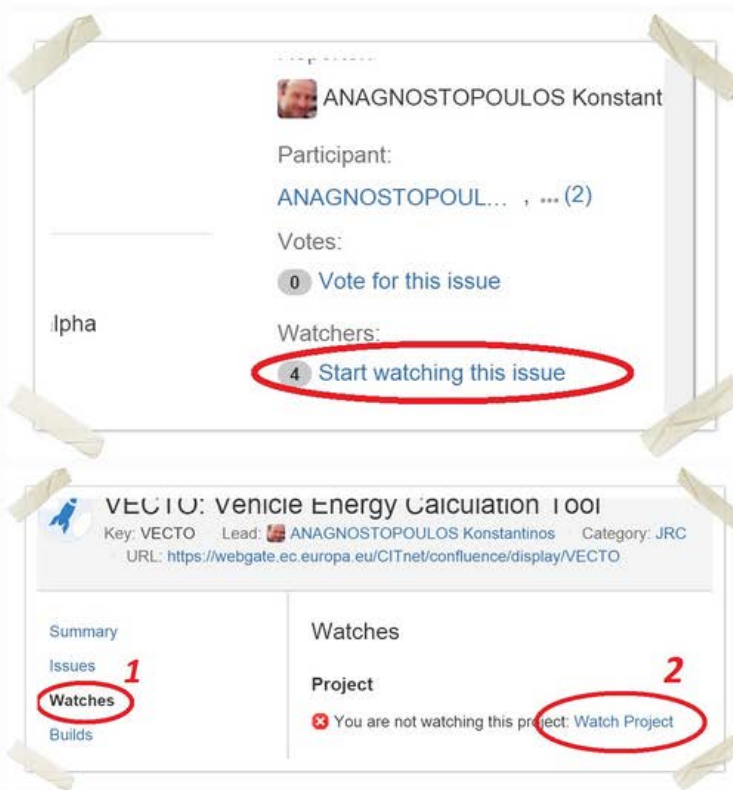 ANAGNOSTOPOULOS Konstant
Participant:
ANAGNOSTOPOUL... , ... (2)
Votes:
0 Vote for this issue
lpha
Watchers:
4 Start watching this issue
VECTO: Vehicle Energy Calculation Tool
Key: VECTO Lead: ANAGNOSTOPOULOS Konstantinos Category: JRC
URL: https://webgate.ec.europa.eu/CITnet/confluence/display/VECTO
Summary
Issues
1
Watches
Builds
Watches
Project
2
You are not watching this project: Watch Project